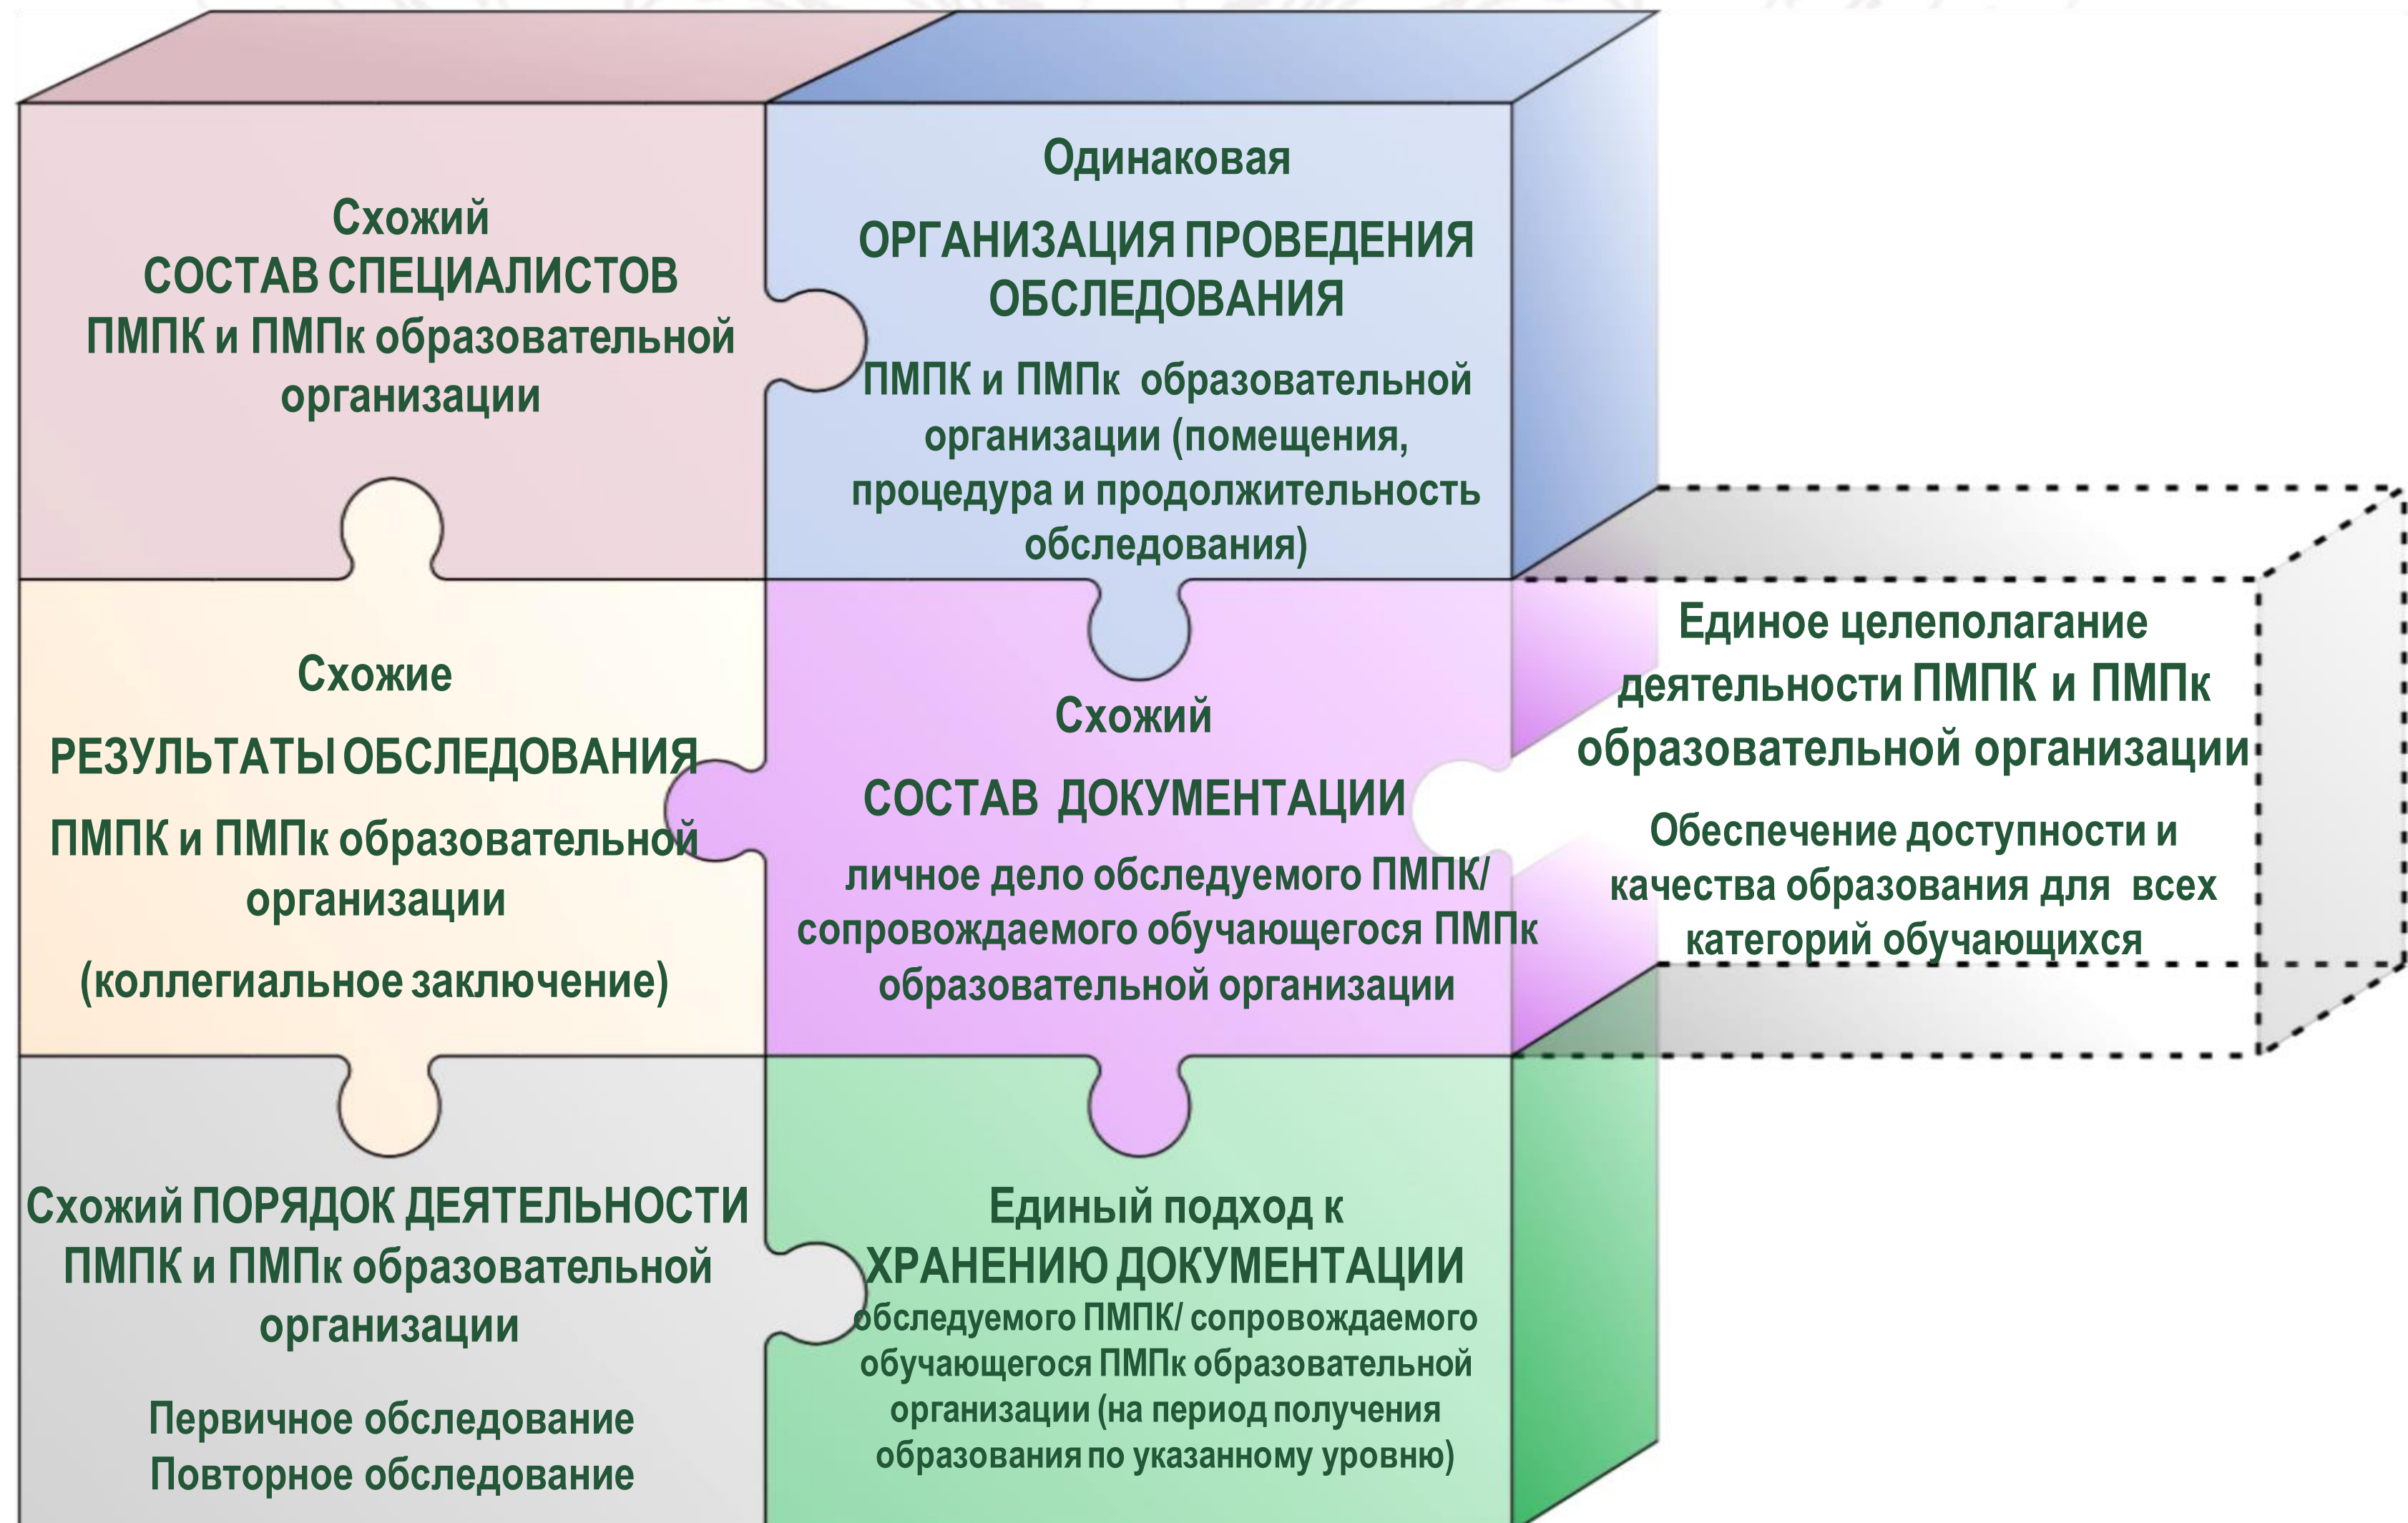 Схожий
СОСТАВ СПЕЦИАЛИСТОВ
ПМПК и ПМПк образовательной
организации
Одинаковая
ОРГАНИЗАЦИЯ ПРОВЕДЕНИЯ
ОБСЛЕДОВАНИЯ
ПМПК и ПМПк образовательной
организации (помещения,
процедура и продолжительность
обследования)
Схожие
РЕЗУЛЬТАТЫ ОБСЛЕДОВАНИЯ
ПМПК и ПМПк образовательной
организации
(коллегиальное заключение)
Схожий
СОСТАВ ДОКУМЕНТАЦИИ
личное дело обследуемого ПМПК/
сопровождаемого обучающегося ПМПк
образовательной организации
Единое целеполагание
деятельности ПМПК и ПМПк
образовательной организации
Обеспечение доступности и
качества образования для всех
категорий обучающихся
Схожий ПОРЯДОК ДЕЯТЕЛЬНОСТИ
ПМПК и ПМПк образовательной
организации
Первичное обследование
Повторное обследование
Единый подход к
ХРАНЕНИЮ ДОКУМЕНТАЦИИ
обследуемого ПМПК/ сопровождаемого
обучающегося ПМПк образовательной
организации (на период получения
образования по указанному уровню)